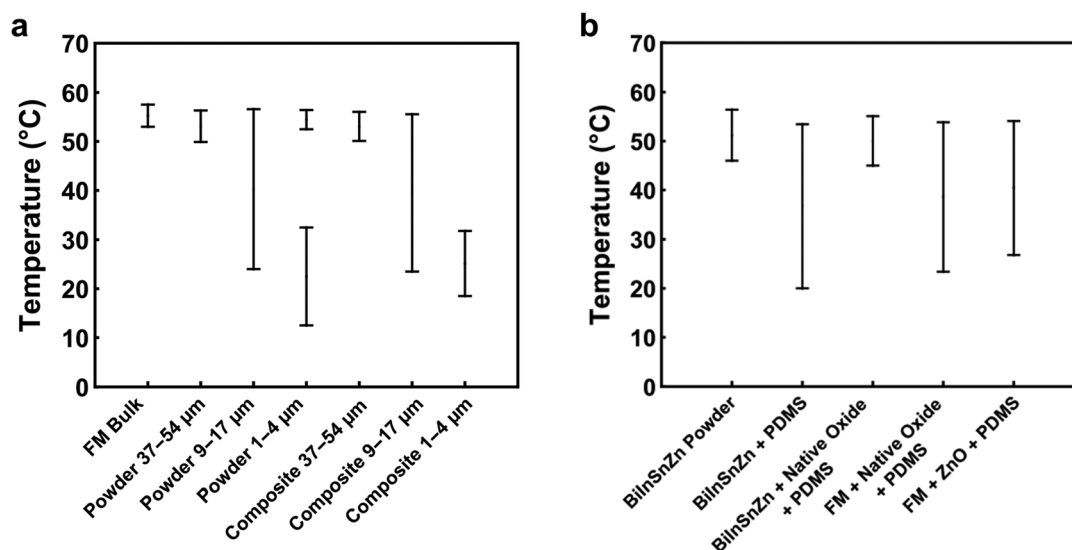 a
70
60
50
40
30
20
10
0
Temperature (°C)
FM Bulk
Powder 37–54 µm
Powder 9–17 µm
Powder 1–4 µm
Composite 37–54 µm
Composite 9–17 µm
Composite 1–4 µm
b
70
60
50
40
30
20
10
0
Temperature (°C)
BiInSnZn Powder
BiInSnZn + PDMS
BiInSnZn + Native Oxide
+ PDMS
FM + Native Oxide
+ PDMS
FM + ZnO + PDMS